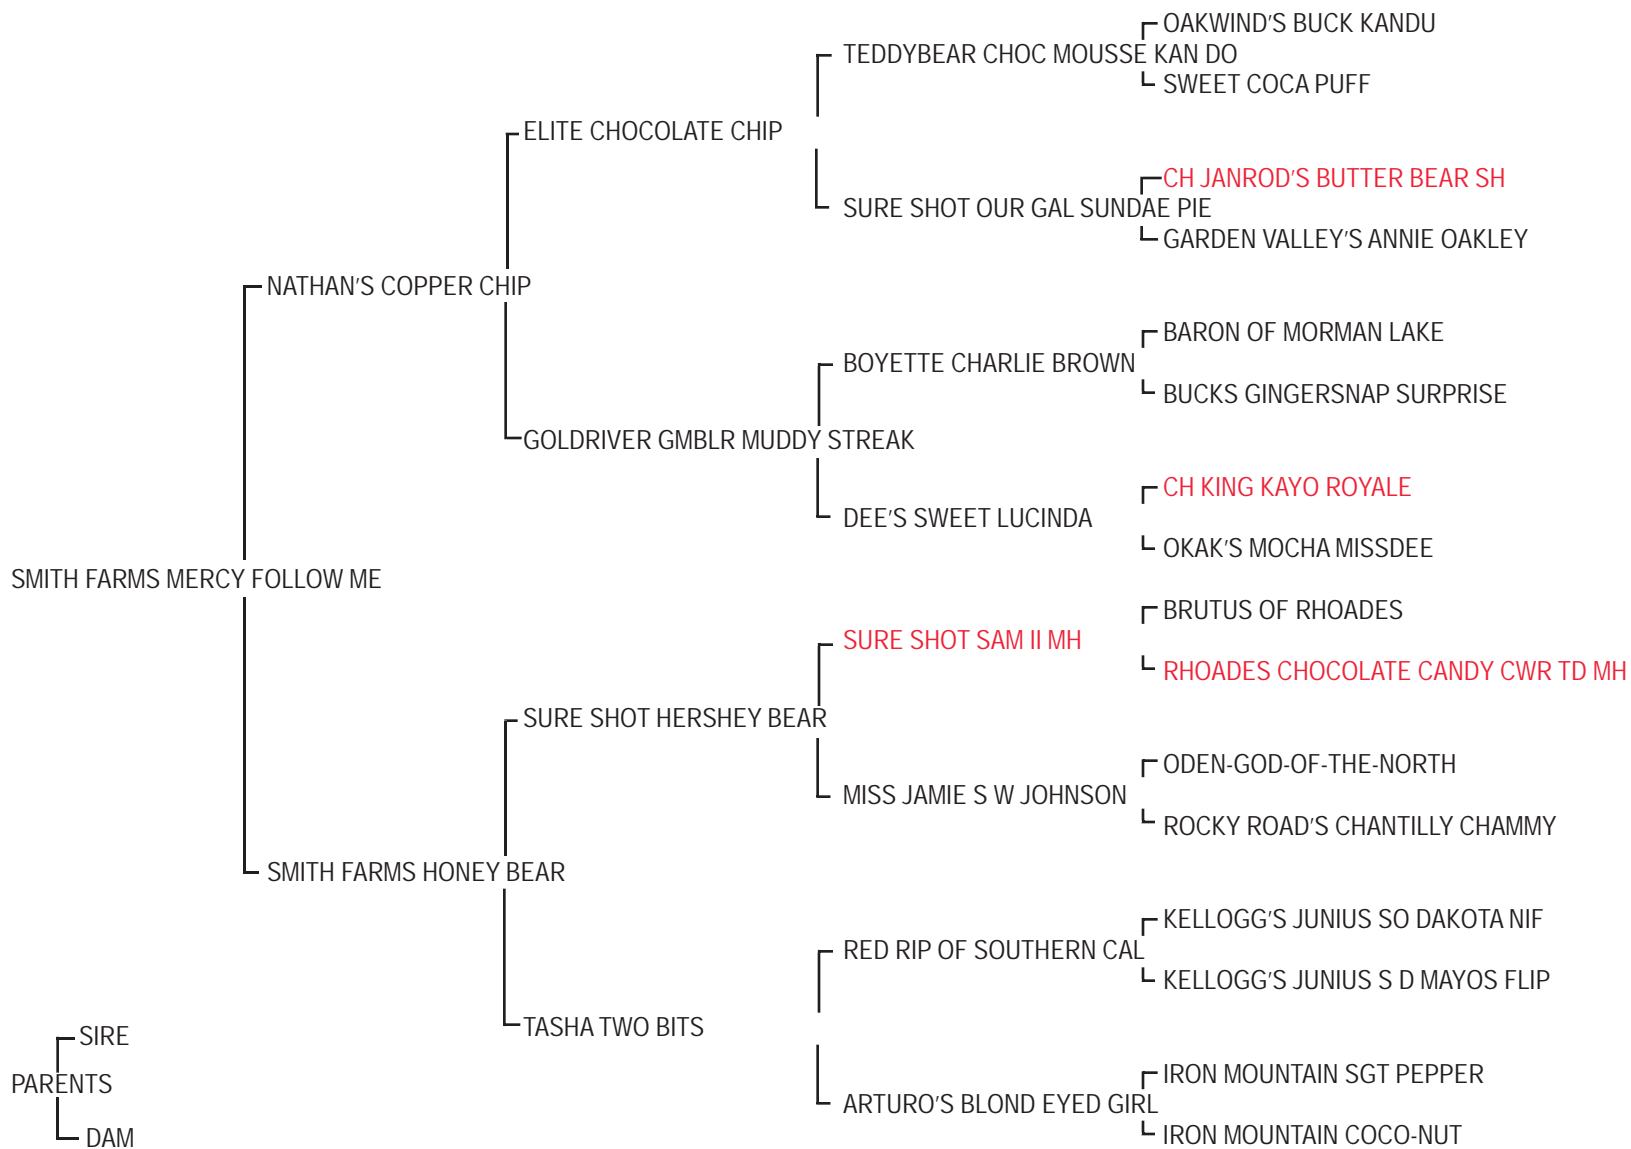 OAKWIND'S BUCK KANDU
TEDDYBEAR CHOC MOUSSE KAN DO
SWEET COCA PUFF
ELITE CHOCOLATE CHIP
CH JANROD'S BUTTER BEAR SH
SURE SHOT OUR GAL SUNDAE PIE
GARDEN VALLEY'S ANNIE OAKLEY
NATHAN'S COPPER CHIP
BARON OF MORMAN LAKE
BOYETTE CHARLIE BROWN
BUCKS GINGERSNAP SURPRISE
GOLDRIVER GMBLR MUDDY STREAK
CH KING KAYO ROYALE
DEE'S SWEET LUCINDA
OKAK'S MOCHA MISSDEE
SMITH FARMS MERCY FOLLOW ME
BRUTUS OF RHOADES
SURE SHOT SAM II MH
RHOADES CHOCOLATE CANDY CWR TD MH
SURE SHOT HERSHEY BEAR
ODEN-GOD-OF-THE-NORTH
MISS JAMIE S W JOHNSON
ROCKY ROAD'S CHANTILLY CHAMMY
SMITH FARMS HONEY BEAR
KELLOGG'S JUNIUS SO DAKOTA NIF
RED RIP OF SOUTHERN CAL
KELLOGG'S JUNIUS S D MAYOS FLIP
TASHA TWO BITS
IRON MOUNTAIN SGT PEPPER
ARTURO'S BLOND EYED GIRL
IRON MOUNTAIN COCO-NUT
SIRE
PARENTS
DAM